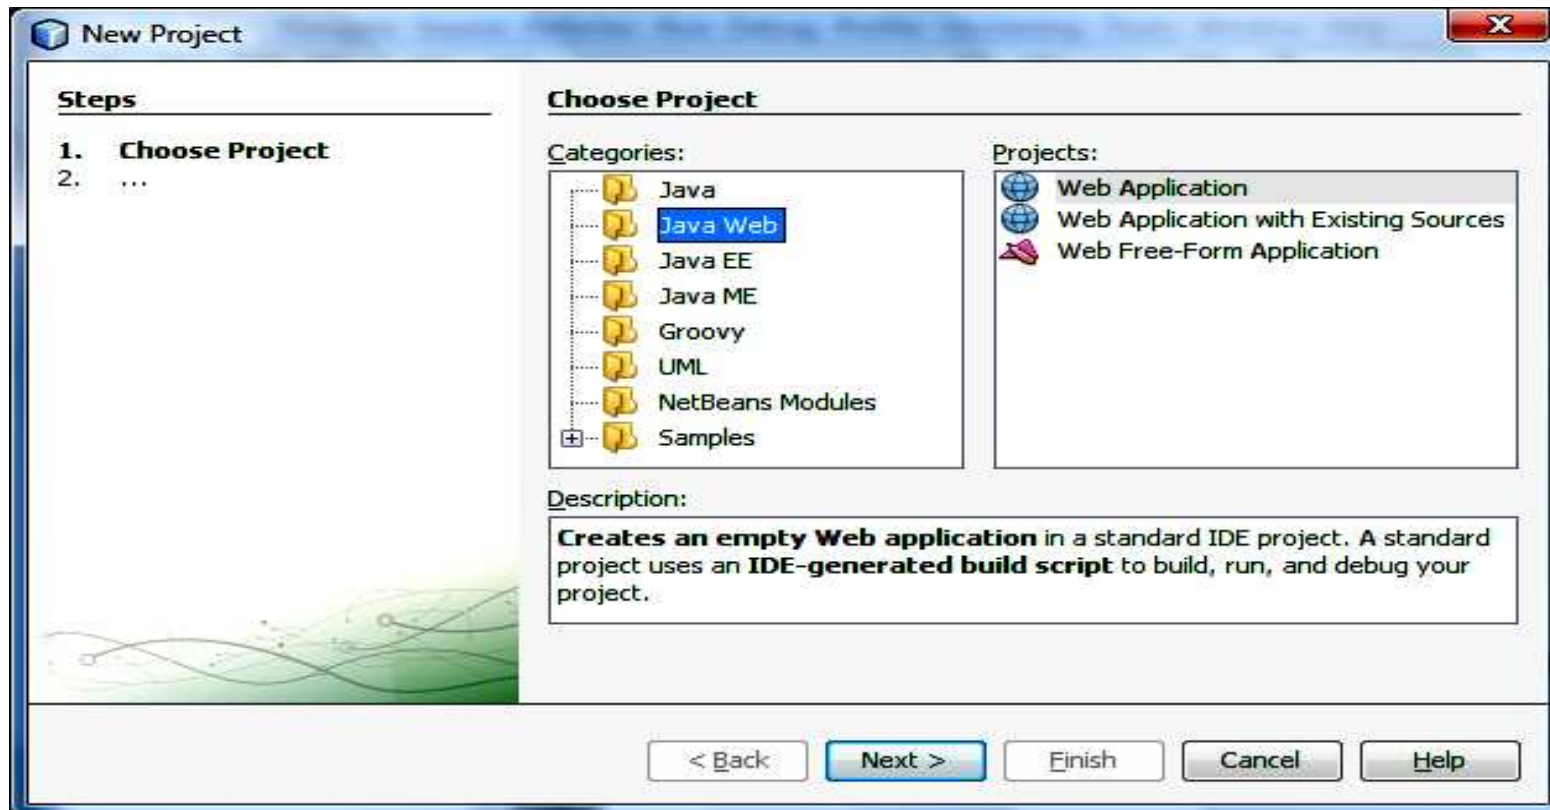 New Project
X
Steps
1. Choose Project
2. ...
Choose Project
Categories:
Java
Java Web
Java EE
Java ME
Groovy
UML
NetBeans Modules
Samples
Projects:
Web Application
Web Application with Existing Sources
Web Free-Form Application
Description:
Creates an empty Web application in a standard IDE project. A standard
project uses an IDE-generated build script to build, run, and debug your
project.
< Back
Next >
Finish
Cancel
Help